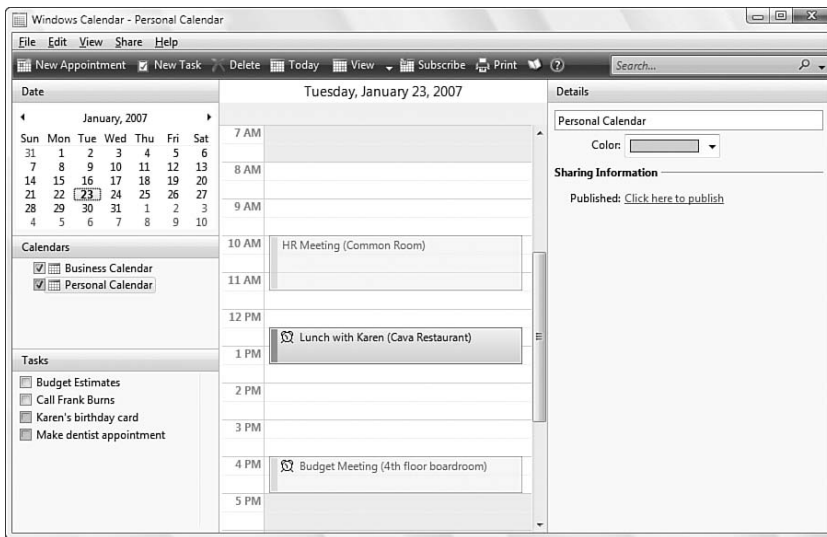 Windows Calendar - Personal Calendar
File Edit View Share Help
New Appointment New Task Delete Today View Subscribe Print Search...
Date
January, 2007
Sun Mon Tue Wed Thu Fri Sat
31 1 2 3 4 5 6
7 8 9 10 11 12 13
14 15 16 17 18 19 20
21 22 23 24 25 26 27
28 29 30 31 1 2 3
4 5 6 7 8 9 10
Calendars
Business Calendar
Personal Calendar
Tasks
Budget Estimates
Call Frank Burns
Karen's birthday card
Make dentist appointment
Tuesday, January 23, 2007
7 AM
8 AM
9 AM
10 AM HR Meeting (Common Room)
11 AM
12 PM
Lunch with Karen (Cava Restaurant)
1 PM
2 PM
3 PM
4 PM Budget Meeting (4th floor boardroom)
5 PM
Details
Personal Calendar
Color:
Sharing Information
Published: Click here to publish